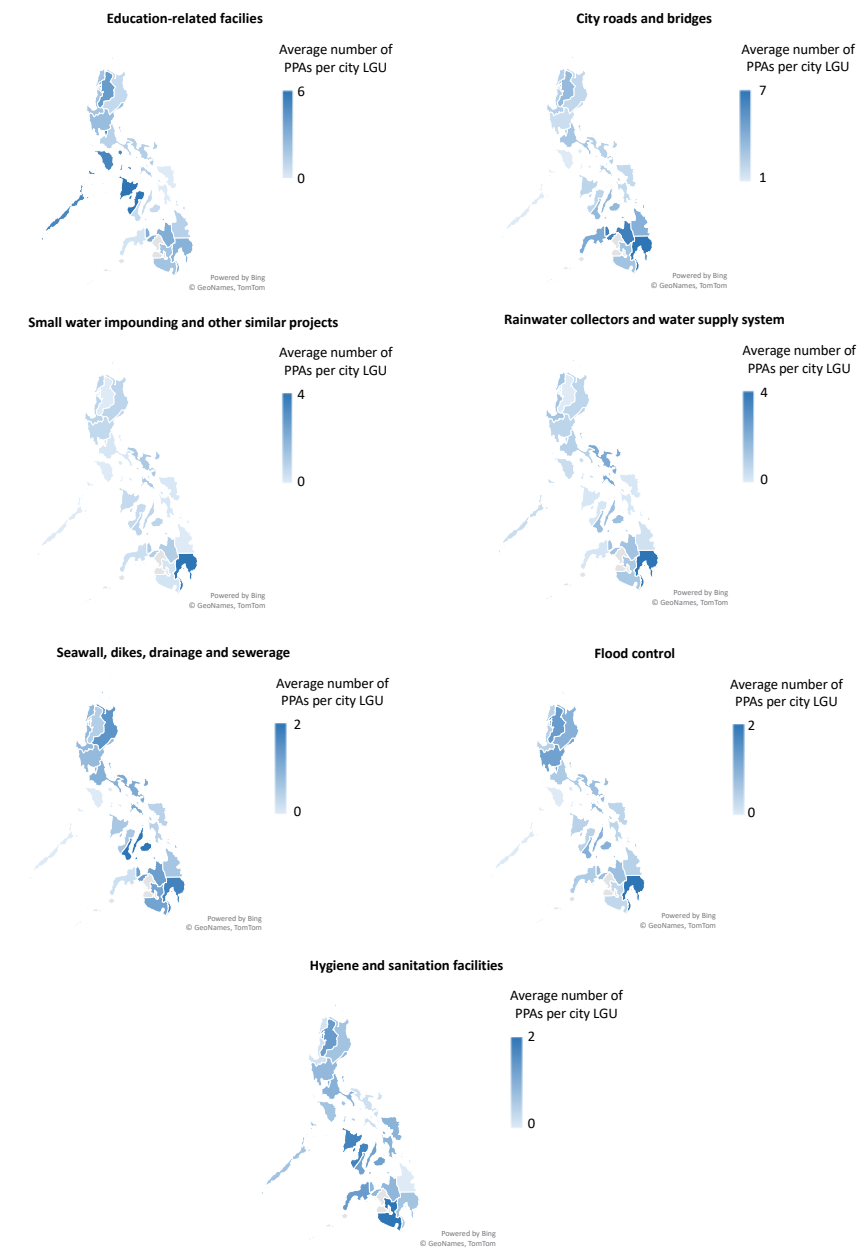 Education-related facilies
Average number of
PPAs per city LGU
6
0
Powered by Bing
© GeoNames, TomTom
City roads and bridges
Average number of
PPAs per city LGU
7
1
Powered by Bing
© GeoNames, TomTom
Small water impounding and other similar projects
Average number of
PPAs per city LGU
4
0
Powered by Bing
© GeoNames, TomTom
Rainwater collectors and water supply system
Average number of
PPAs per city LGU
4
0
Powered by Bing
© GeoNames, TomTom
Seawall, dikes, drainage and sewerage
Average number of
PPAs per city LGU
2
0
Powered by Bing
© GeoNames, TomTom
Flood control
Average number of
PPAs per city LGU
2
0
Powered by Bing
© GeoNames, TomTom
Hygiene and sanitation facilities
Average number of
PPAs per city LGU
2
0
Powered by Bing
© GeoNames, TomTom